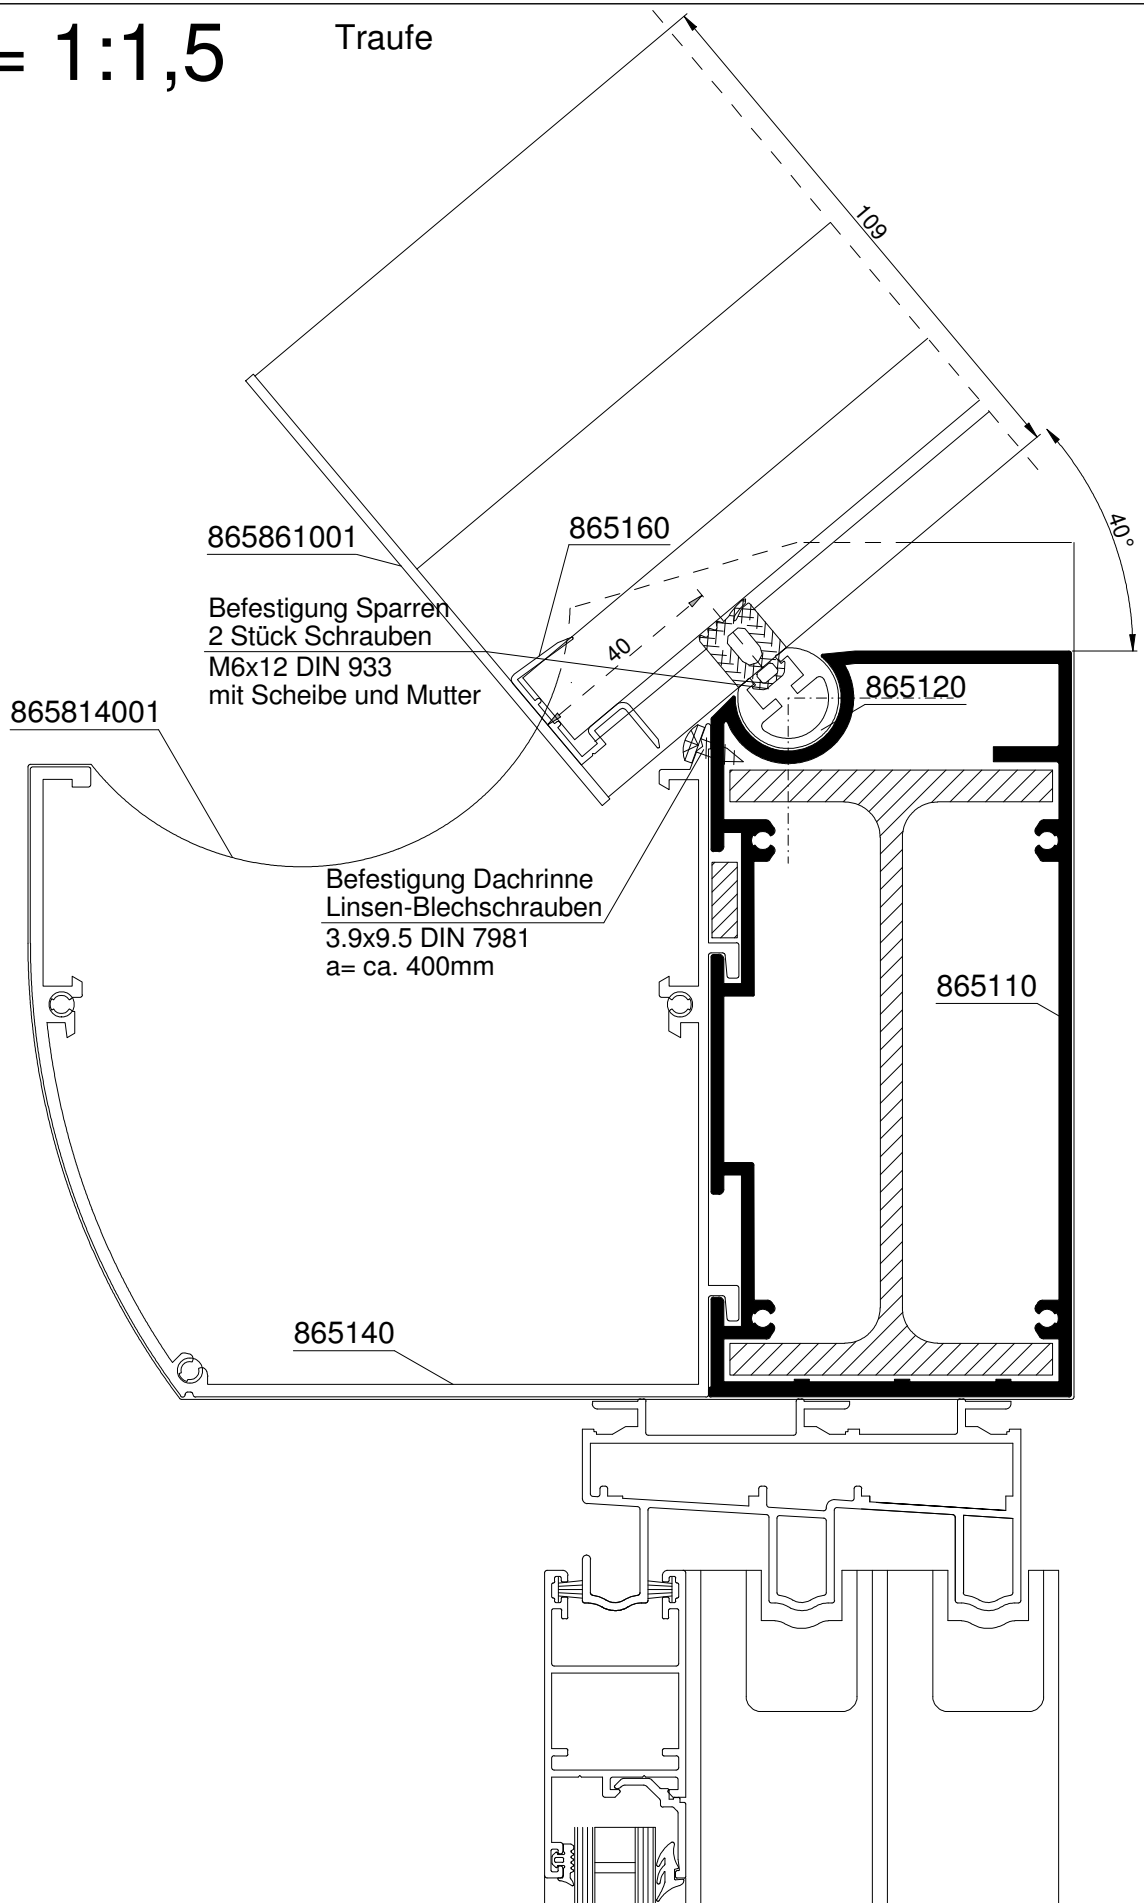 = 1:1,5
Traufe
109
40°
865861001
865160
Befestigung Sparren
2 Stück Schrauben
M6x12 DIN 933
mit Scheibe und Mutter
40
865120
865814001
Befestigung Dachrinne
Linsen-Blechschrauben
3.9x9.5 DIN 7981
a= ca. 400mm
865110
865140